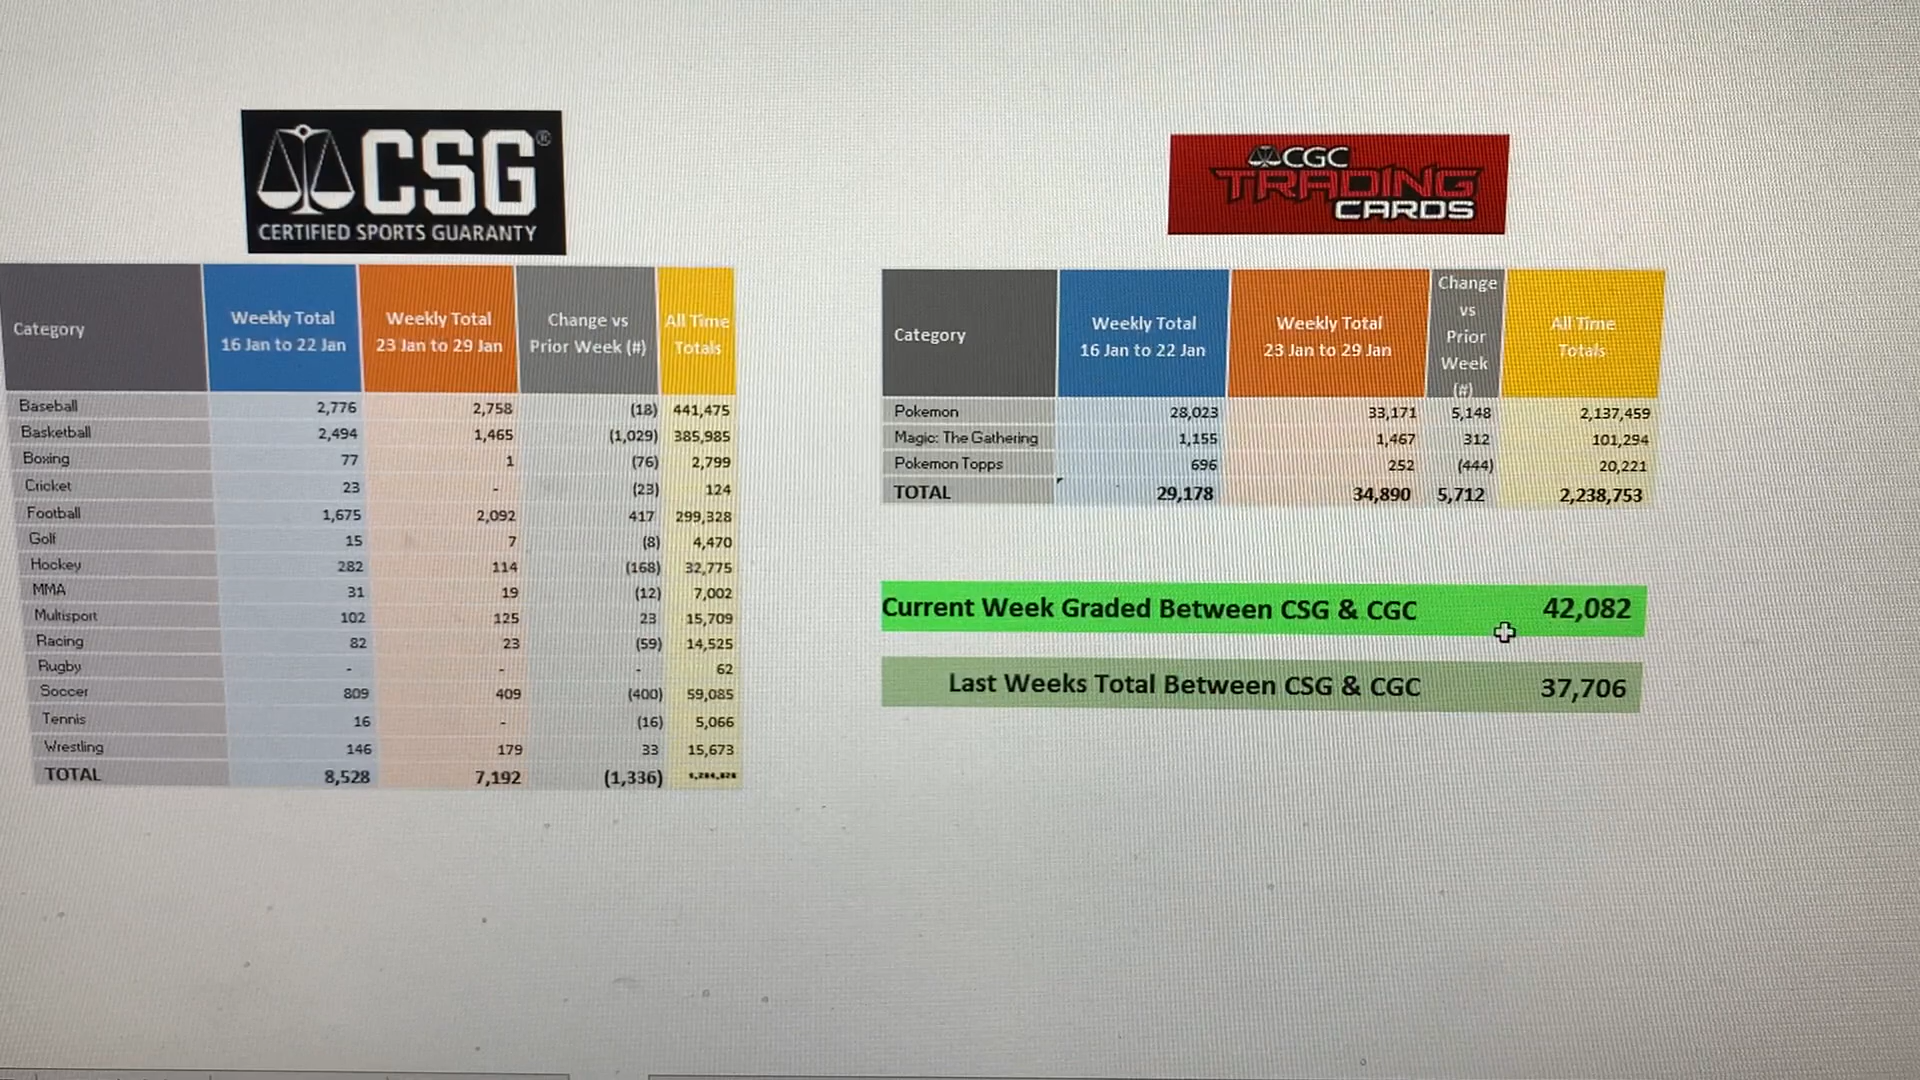 CSG®
CERTIFIED SPORTS GUARANTY
Category Weekly Total 16 Jan to 22 Jan Weekly Total 23 Jan to 29 Jan Change vs Prior Week (#) All Time Totals
Baseball 2,776 2,758 (18) 441,475
Basketball 2,494 1,465 (1,029) 385,985
Boxing 77 1 (76) 2,799
Cricket 23 - (23) 124
Football 1,675 2,092 417 299,328
Golf 15 7 (8) 4,470
Hockey 282 114 (168) 32,775
MMA 31 19 (12) 7,002
Multisport 102 125 23 15,709
Racing 82 23 (59) 14,525
Rugby - - - 62
Soccer 809 409 (400) 59,085
Tennis 16 - (16) 5,066
Wrestling 146 179 33 15,673
TOTAL 8,528 7,192 (1,336)
CGC
TRADING
CARDS
Category Weekly Total 16 Jan to 22 Jan Weekly Total 23 Jan to 29 Jan Change vs Prior Week (#) All Time Totals
Pokemon 28,023 33,171 5,148 2,137,459
Magic: The Gathering 1,155 1,467 312 101,294
Pokemon Topps 696 252 (444) 20,221
TOTAL 29,178 34,890 5,712 2,238,753
Current Week Graded Between CSG & CGC 42,082
Last Weeks Total Between CSG & CGC 37,706